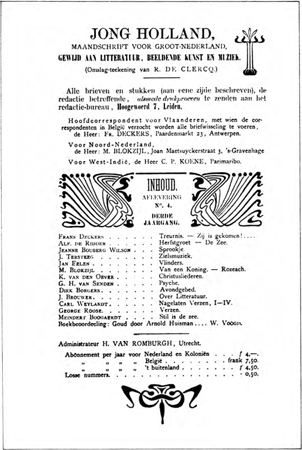 JONG HOLLAND,
MAANDSCHRIFT VOOR GROOT-NEDERLAND,
GEWIJD AAN LITTERATUUR, BEELDENDE KUNST EN MUZIEK.
(Omslag-teekening van R. DE CLERCQ.)
Alle brieven en stukken (aan eene zijde beschreven), de
redactie betreffende, alsmede drukproeven te zenden aan het
redactie-bureau, Hoogewoerd 7, Leiden.
Hoofdcorrespondent voor Vlaanderen, met wien de cor-
respondenten in België verzocht worden alle briefwisseling te voeren,
de Heer: FR. DECKERS, Paardenmarkt 23, Antwerpen.
Voor Noord-Nederland,
de Heer: M. BLOKZIJL, Joan Maetsuyckerstraat 3, 's-Gravenhage
Voor West-Indië, de Heer C. P. KOENE, Parimaribo.
INHOUD.
AFLEVERING
No. 4.
DERDE
JAARGANG.
FRANS DECKERS . . . . . Treurnis. — Zij is gekomen! . . . .
ALF. DE RIDDER . . . . . Herfstgroet — De Zee.
JEANNE BOUBERG WILSON . . . . Sprookje.
J. TERSTEEG . . . . . Zielsmuziek.
JAN EELEN . . . . . Vlinders.
M. BLOKZIJL . . . . . Van een Koning. — Rozeach.
K. VAN DEN OEVER . . . . . Christusliederen.
G. H. VAN SENDEN . . . . . Psyche.
DIRK BORGERS . . . . . Avondgebed.
J. BROUWER . . . . . Over Litteratuur.
CARL WEYLANDT . . . . . Nagelaten Verzen, I—IV.
GEORGE ROOSE . . . . . Verzen.
MEINDERT BOOGAERDT . . . . . Stil is de zee.
Boekbeoordeeling: Goud door Arnold Huisman . . . . W. VOOGD.
Administrateur H. VAN ROMBURGH, Utrecht.
Abonnement per jaar voor Nederland en Koloniën . . . f 4,—.
„ „ „ „ België . . . . . frank 7,50.
„ „ „ „ 't buitenland . . . . f 4,50.
Losse nummers. . . . . . - 0,50.